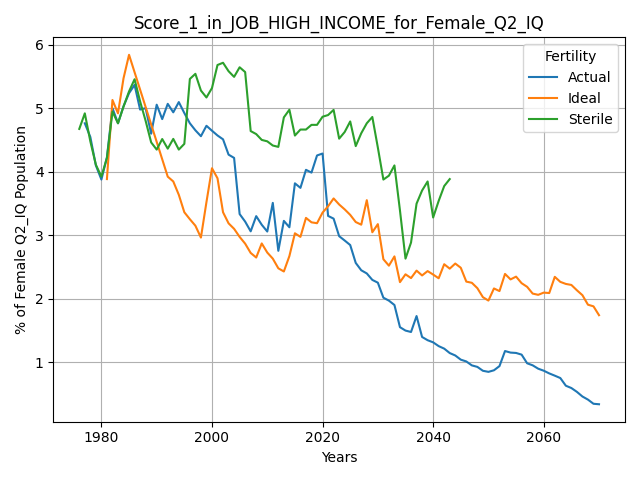 Score_1_in_JOB_HIGH_INCOME_for_Female_Q2_IQ
% of Female Q2_IQ Population
6
5
4
3
2
1
Fertility
Actual
Ideal
Sterile
1980 2000 2020 2040 2060
Years